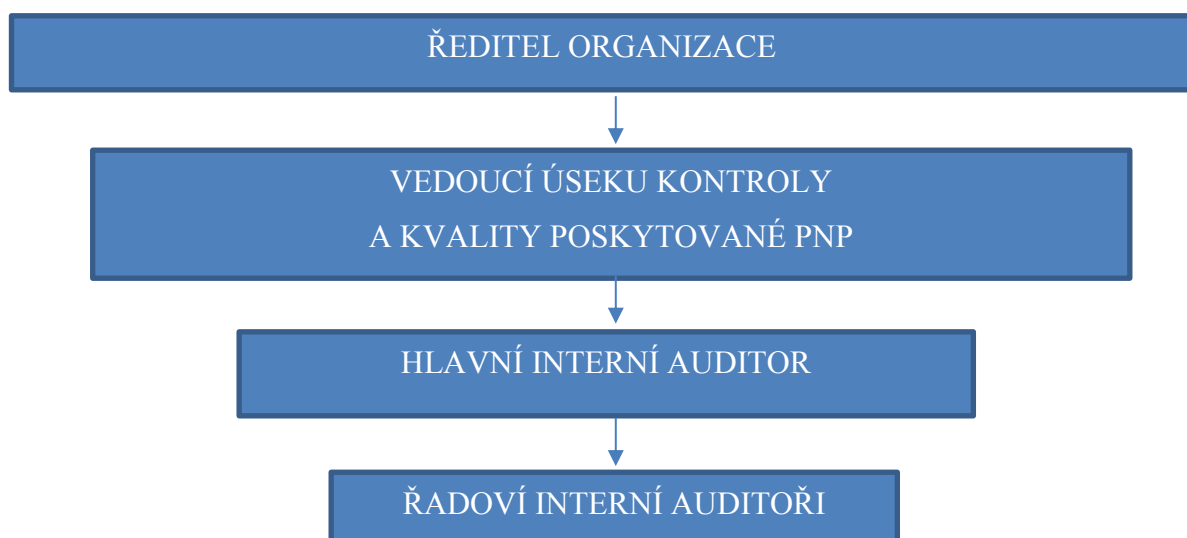 ŘEDITEL ORGANIZACE
VEDOUCÍ ÚSEKU KONTROLY
A KVALITY POSKYTOVANÉ PNP
HLAVNÍ INTERNÍ AUDITOR
ŘADOVÍ INTERNÍ AUDITOŘI